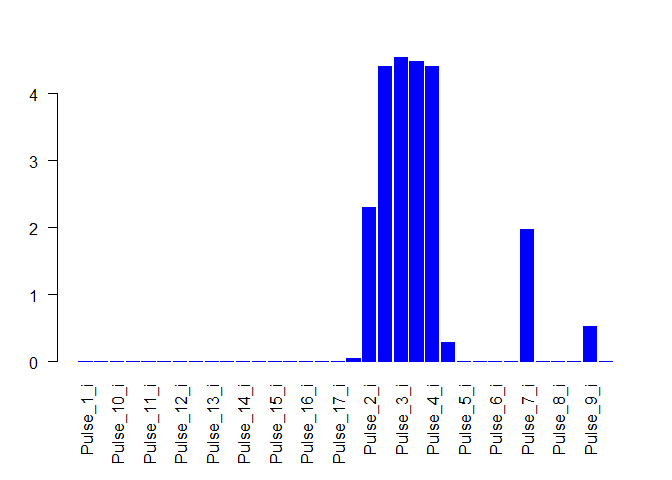 4
3
2
1
0
Pulse_1_i
Pulse_10_i
Pulse_11_i
Pulse_12_i
Pulse_13_i
Pulse_14_i
Pulse_15_i
Pulse_16_i
Pulse_17_i
Pulse_2_i
Pulse_3_i
Pulse_4_i
Pulse_5_i
Pulse_6_i
Pulse_7_i
Pulse_8_i
Pulse_9_i